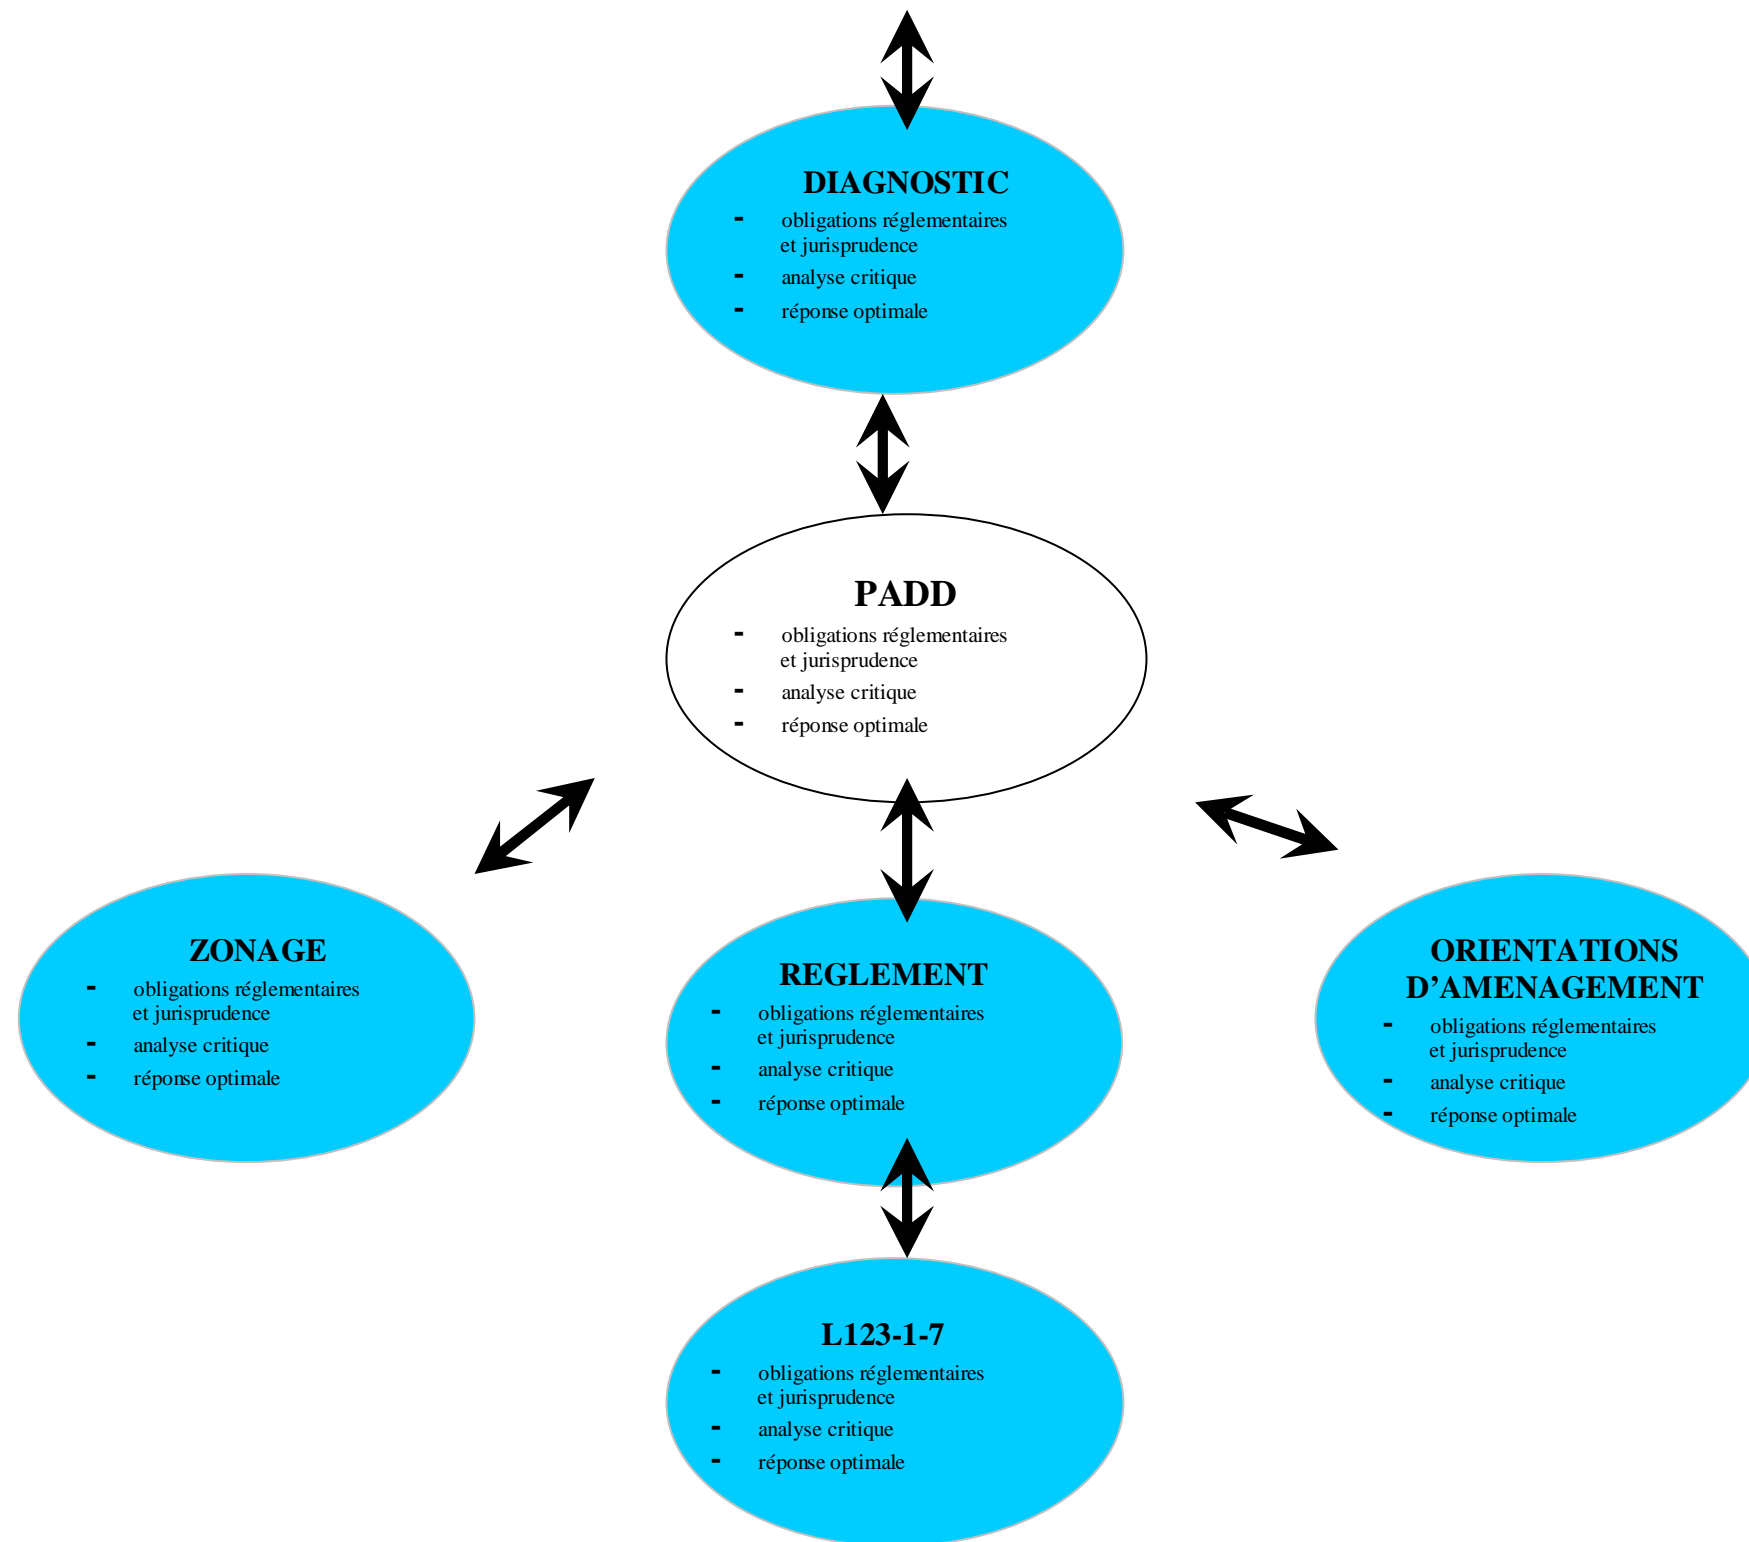 DIAGNOSTIC
- obligations réglementaires
et jurisprudence
- analyse critique
- réponse optimale
PADD
- obligations réglementaires
et jurisprudence
- analyse critique
- réponse optimale
ZONAGE
- obligations réglementaires
et jurisprudence
- analyse critique
- réponse optimale
REGLEMENT
- obligations réglementaires
et jurisprudence
- analyse critique
- réponse optimale
ORIENTATIONS
D’AMENAGEMENT
- obligations réglementaires
et jurisprudence
- analyse critique
- réponse optimale
L123-1-7
- obligations réglementaires
et jurisprudence
- analyse critique
- réponse optimale